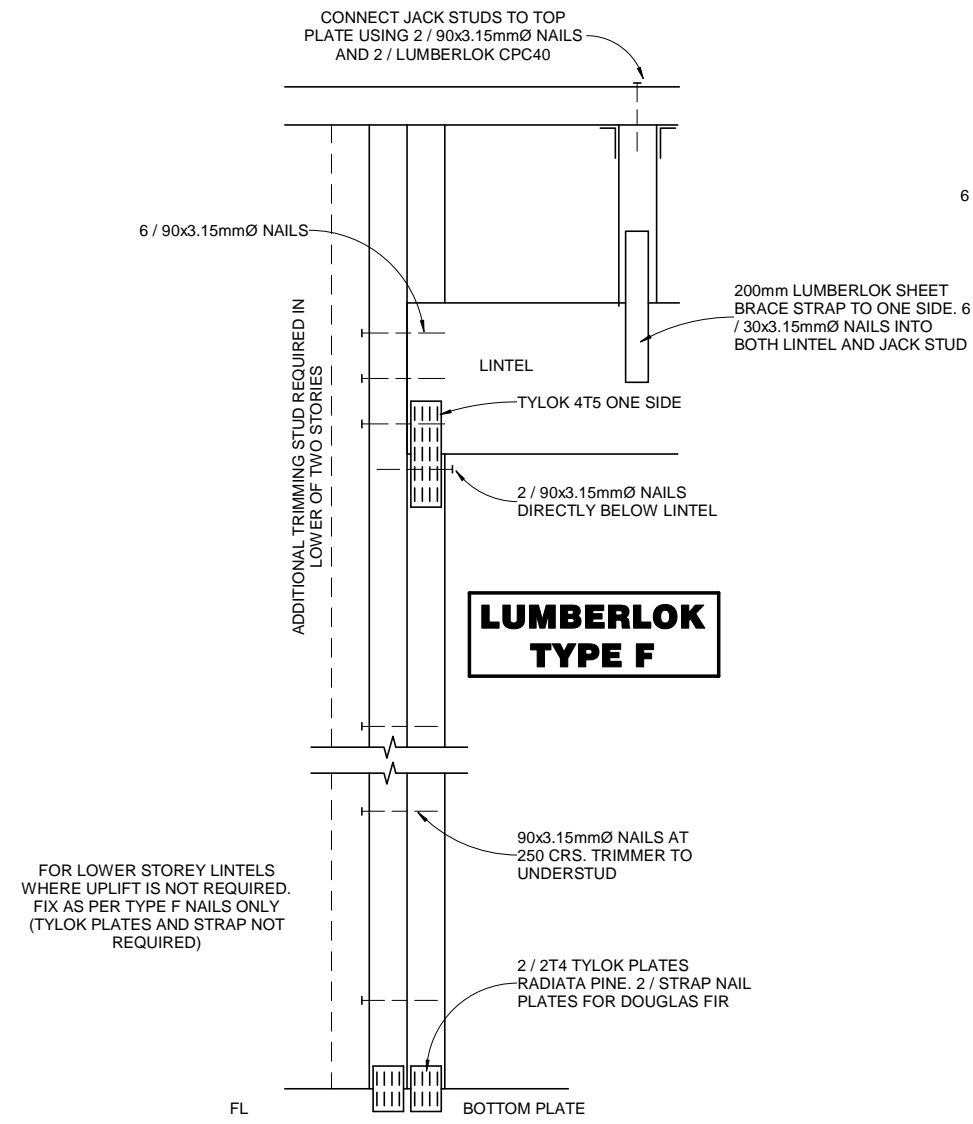 CONNECT JACK STUDS TO TOP
PLATE USING 2 / 90x3.15mmØ NAILS
AND 2 / LUMBERLOK CPC40
6
6 / 90x3.15mmØ NAILS
200mm LUMBERLOK SHEET
BRACE STRAP TO ONE SIDE. 6
/ 30x3.15mmØ NAILS INTO
BOTH LINTEL AND JACK STUD
ADDITIONAL TRIMMING STUD REQUIRED IN
LOWER OF TWO STORIES
LINTEL
TYLOK 4T5 ONE SIDE
2 / 90x3.15mmØ NAILS
DIRECTLY BELOW LINTEL
LUMBERLOK
TYPE F
90x3.15mmØ NAILS AT
250 CRS. TRIMMER TO
UNDERSTUD
FOR LOWER STOREY LINTELS
WHERE UPLIFT IS NOT REQUIRED.
FIX AS PER TYPE F NAILS ONLY
(TYLOK PLATES AND STRAP NOT
REQUIRED)
2 / 2T4 TYLOK PLATES
RADIATA PINE. 2 / STRAP NAIL
PLATES FOR DOUGLAS FIR
FL
BOTTOM PLATE